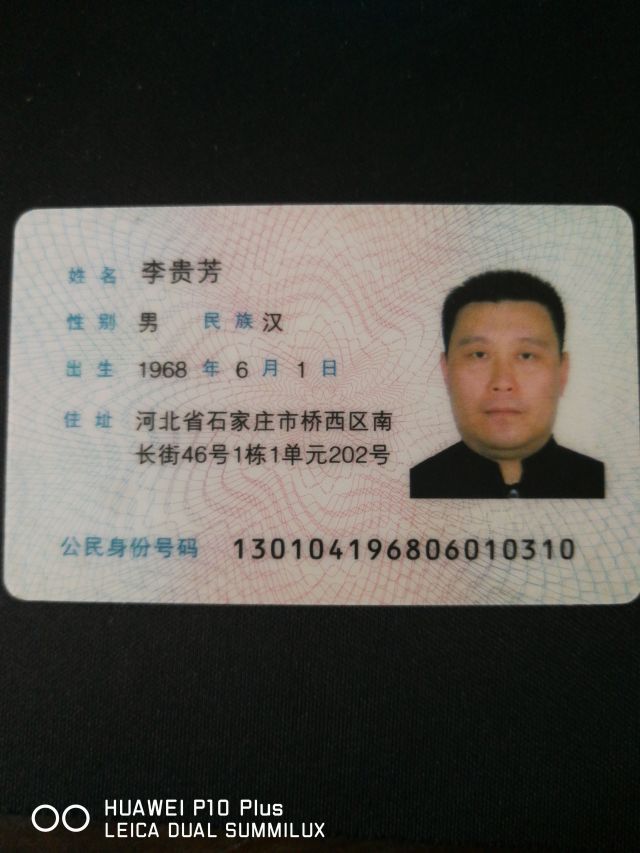 姓名 李贵芳
性别 男 民族 汉
出生 1968 年 6 月 1 日
住址 河北省石家庄市桥西区南
长街46号1栋1单元202号
公民身份号码 130104196806010310
HUAWEI P10 Plus
LEICA DUAL SUMMILUX